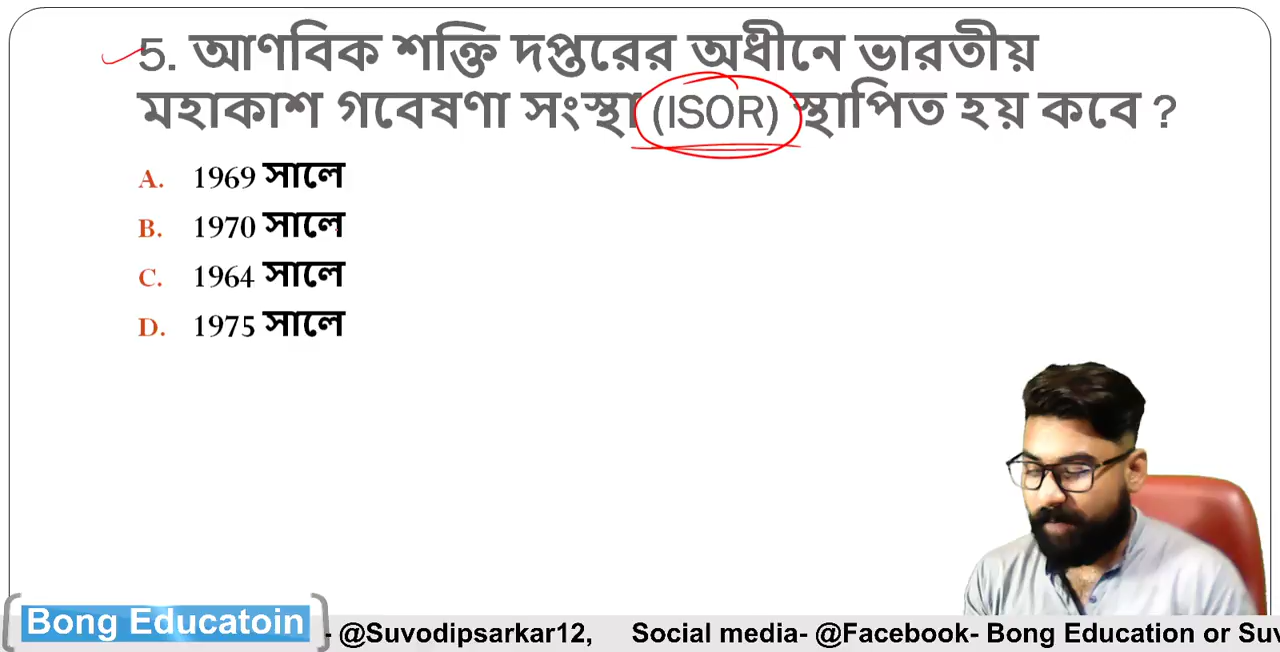 5. আণবিক শক্তি দপ্তরের অধীনে ভারতীয়
মহাকাশ গবেষণা সংস্থা (ISOR) স্থাপিত হয় কবে ?
A. 1969 সালে
B. 1970 সালে
C. 1964 সালে
D. 1975 সালে
Bong Educatoin - @Suvodipsarkar12, Social media- @Facebook- Bong Education or